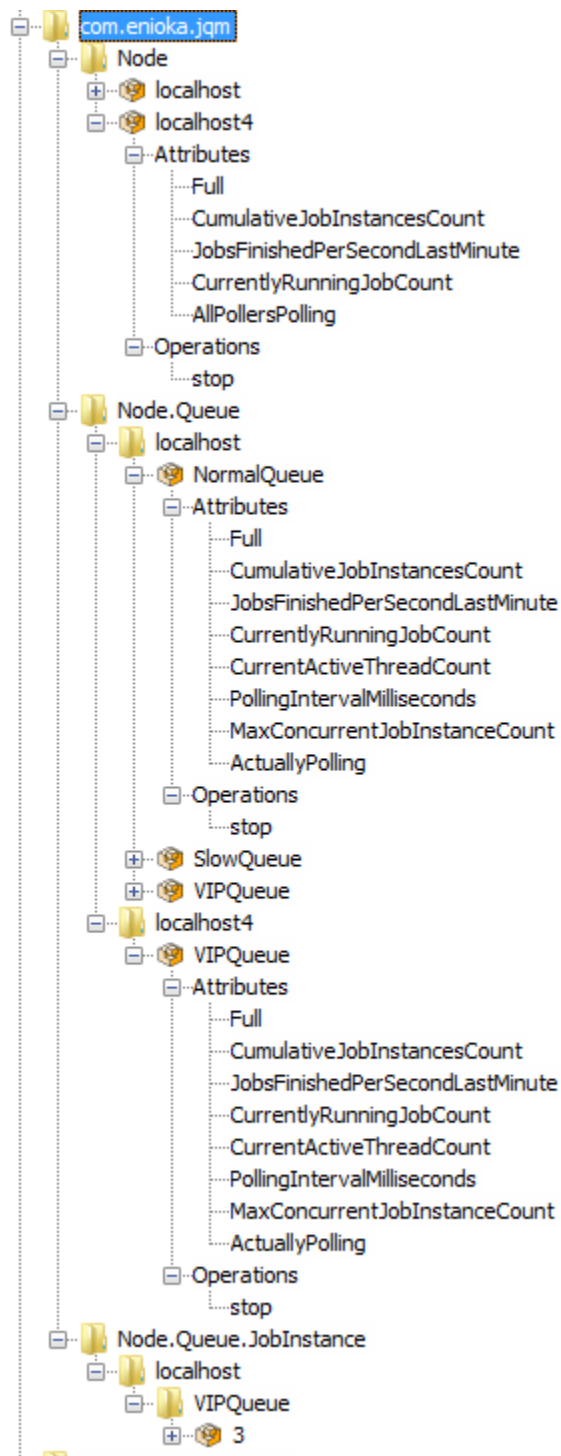 com.enioka.jqm
Node
localhost
localhost4
Attributes
Full
CumulativeJobInstancesCount
JobsFinishedPerSecondLastMinute
CurrentlyRunningJobCount
AllPollersPolling
Operations
stop
Node.Queue
localhost
NormalQueue
Attributes
Full
CumulativeJobInstancesCount
JobsFinishedPerSecondLastMinute
CurrentlyRunningJobCount
CurrentActiveThreadCount
PollingIntervalMilliseconds
MaxConcurrentJobInstanceCount
ActuallyPolling
Operations
stop
SlowQueue
VIPQueue
localhost4
VIPQueue
Attributes
Full
CumulativeJobInstancesCount
JobsFinishedPerSecondLastMinute
CurrentlyRunningJobCount
CurrentActiveThreadCount
PollingIntervalMilliseconds
MaxConcurrentJobInstanceCount
ActuallyPolling
Operations
stop
Node.Queue.JobInstance
localhost
VIPQueue
3